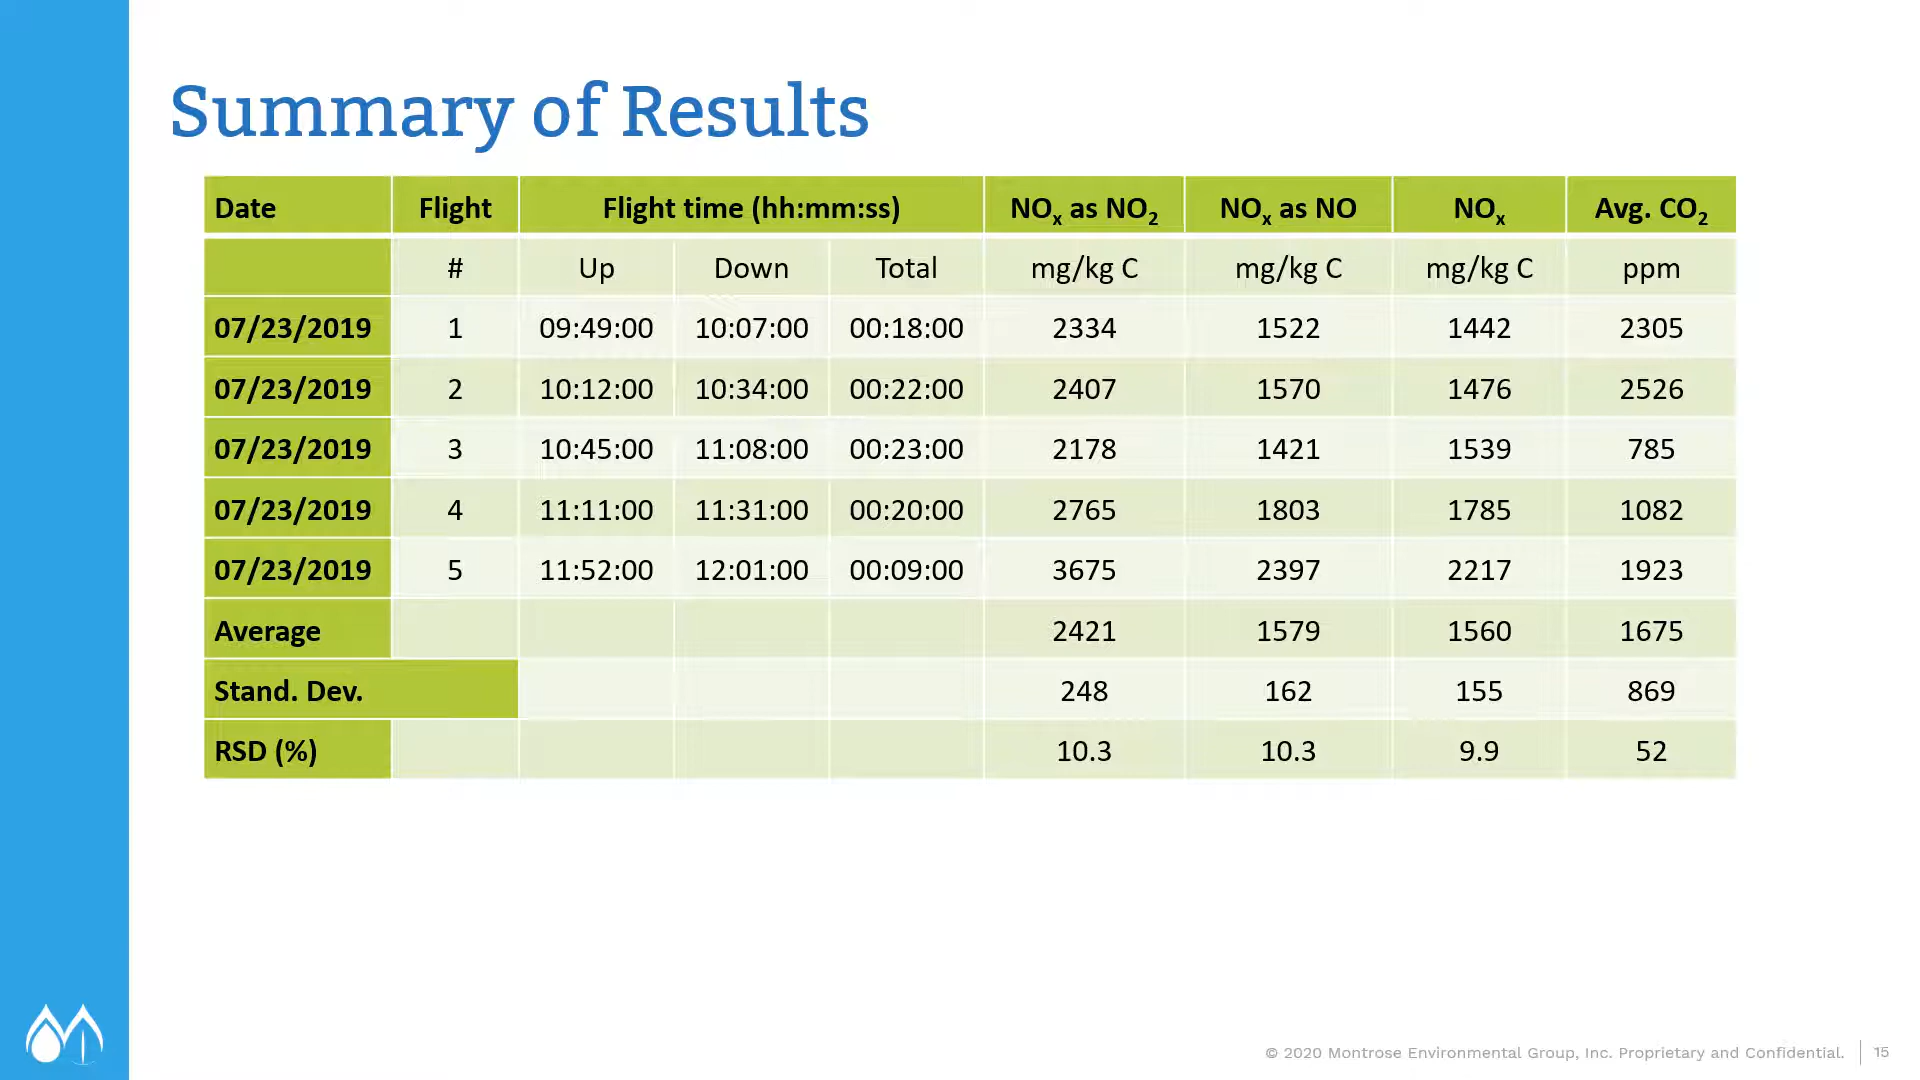 Summary of Results
Date Flight Flight time (hh:mm:ss) NOx as NO2 NOx as NO NOx Avg. CO2
# Up Down Total mg/kg C mg/kg C mg/kg C ppm
07/23/2019 1 09:49:00 10:07:00 00:18:00 2334 1522 1442 2305
07/23/2019 2 10:12:00 10:34:00 00:22:00 2407 1570 1476 2526
07/23/2019 3 10:45:00 11:08:00 00:23:00 2178 1421 1539 785
07/23/2019 4 11:11:00 11:31:00 00:20:00 2765 1803 1785 1082
07/23/2019 5 11:52:00 12:01:00 00:09:00 3675 2397 2217 1923
Average 2421 1579 1560 1675
Stand. Dev. 248 162 155 869
RSD (%) 10.3 10.3 9.9 52
© 2020 Montrose Environmental Group, Inc. Proprietary and Confidential. 15